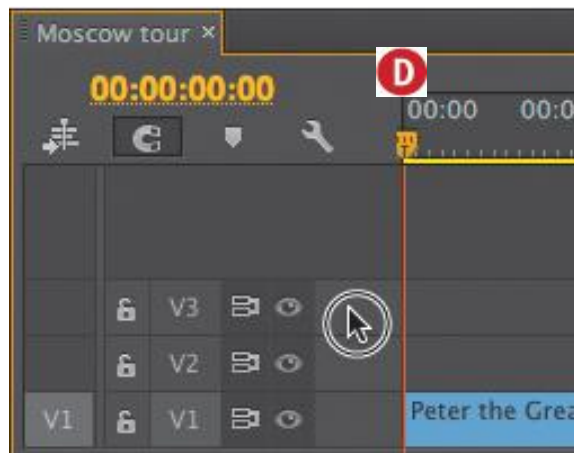 Moscow tour ×
00:00:00:00
D
00:00 00:0
V3
V2
V1 V1 Peter the Grea